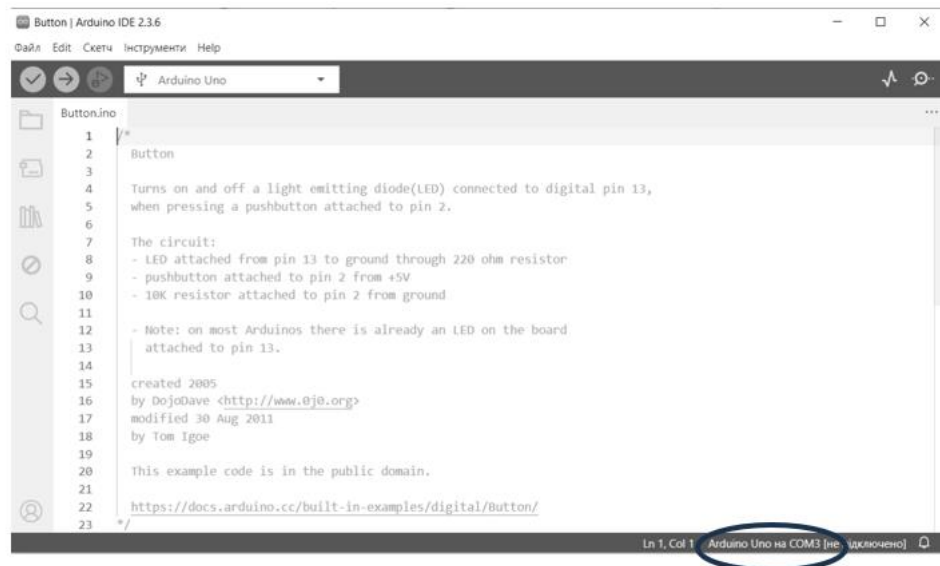 Button | Arduino IDE 2.3.6
Файл Edit Скетч Інструменти Help
Arduino Uno
Button.ino
1 /*
2 Button
3
4 Turns on and off a light emitting diode(LED) connected to digital pin 13,
5 when pressing a pushbutton attached to pin 2.
6
7 The circuit:
8 - LED attached from pin 13 to ground through 220 ohm resistor
9 - pushbutton attached to pin 2 from +5V
10 - 10K resistor attached to pin 2 from ground
11
12 - Note: on most Arduinos there is already an LED on the board
13 attached to pin 13.
14
15 created 2005
16 by DojoDave <http://www.0j0.org>
17 modified 30 Aug 2011
18 by Tom Igoe
19
20 This example code is in the public domain.
21
22 https://docs.arduino.cc/built-in-examples/digital/Button/
23 */
Ln 1, Col 1 Arduino Uno на COM3 [не підключено]